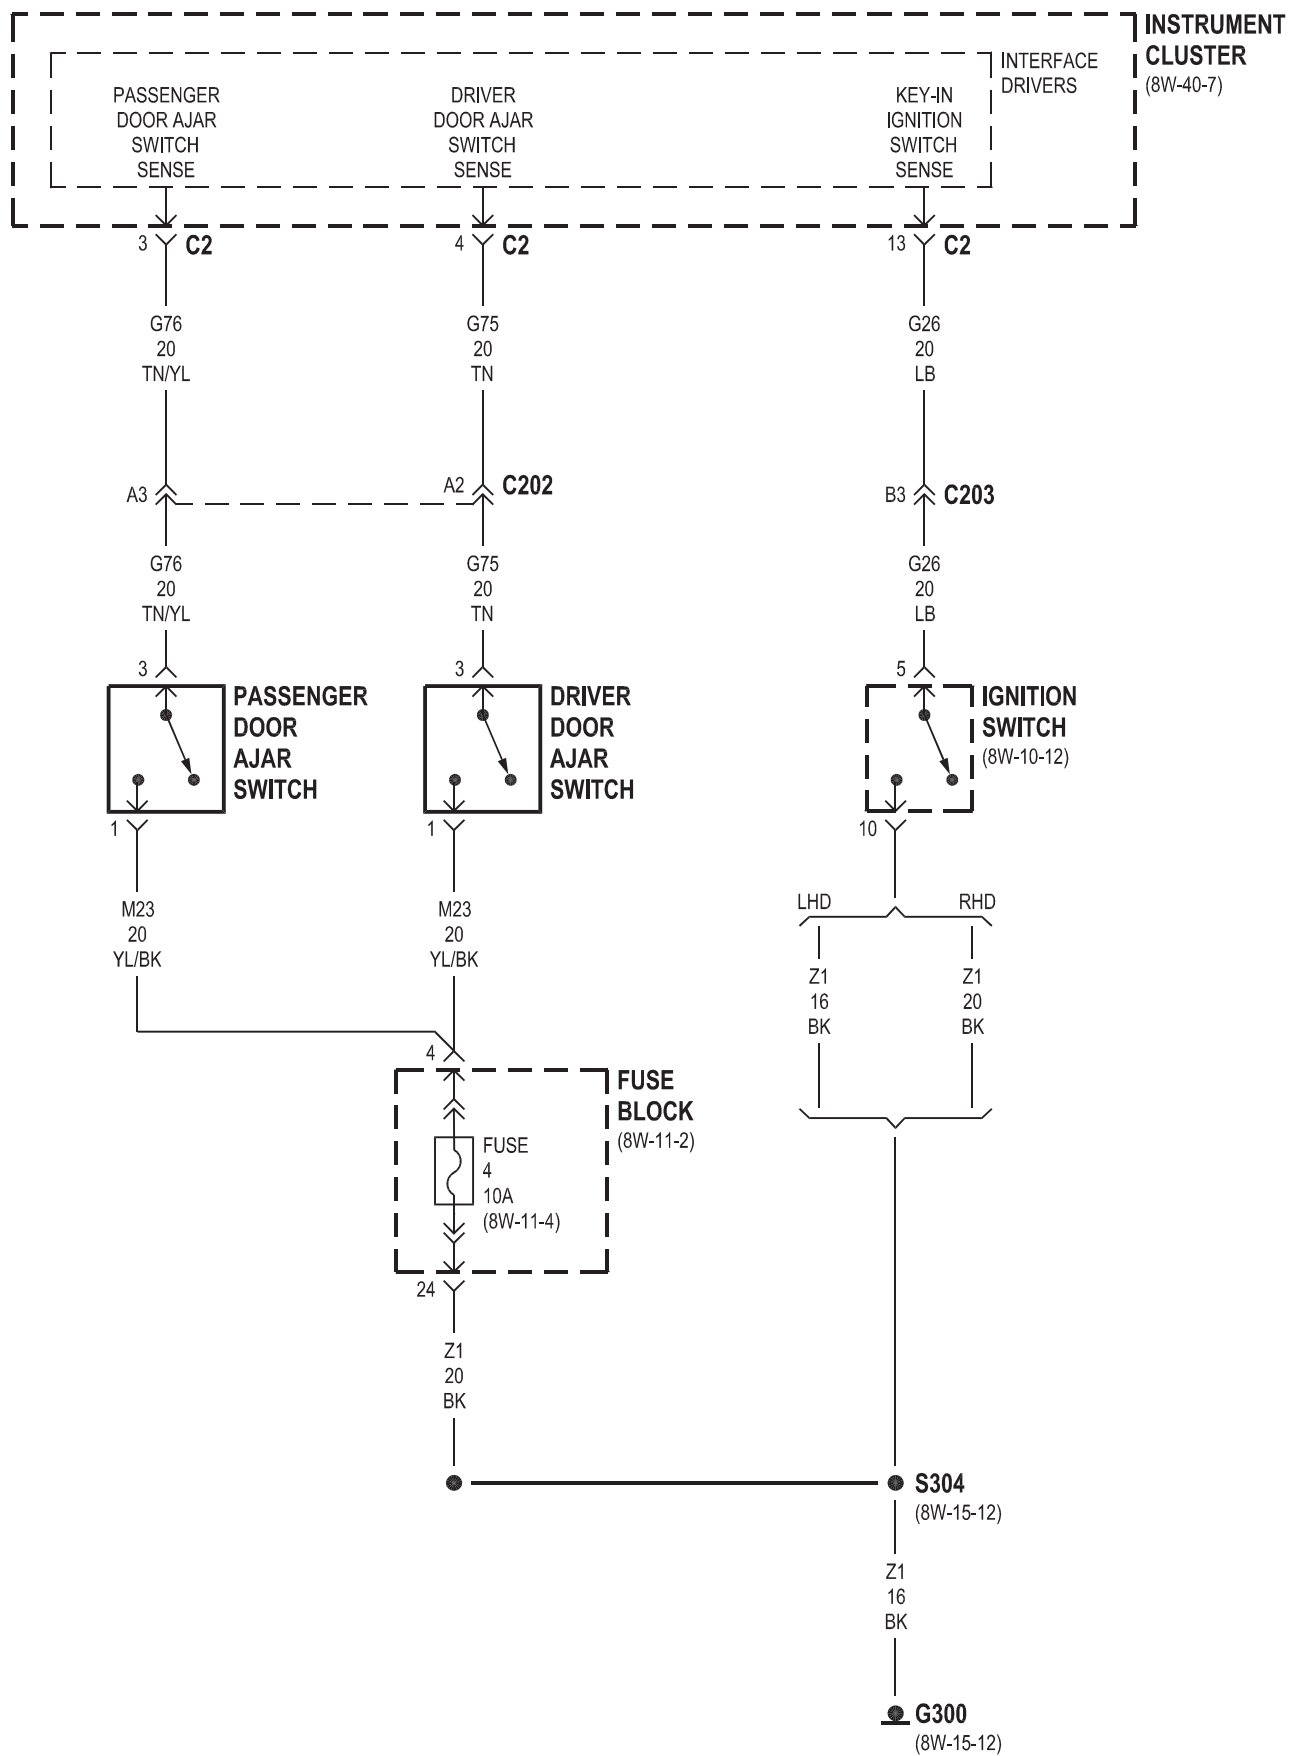 INSTRUMENT
CLUSTER
(8W-40-7)
INTERFACE
DRIVERS
PASSENGER
DOOR AJAR
SWITCH
SENSE
DRIVER
DOOR AJAR
SWITCH
SENSE
KEY-IN
IGNITION
SWITCH
SENSE
3 C2
4 C2
13 C2
G76
20
TN/YL
G75
20
TN
G26
20
LB
A3
A2 C202
B3 C203
G76
20
TN/YL
G75
20
TN
G26
20
LB
3
3
5
PASSENGER
DOOR
AJAR
SWITCH
DRIVER
DOOR
AJAR
SWITCH
IGNITION
SWITCH
(8W-10-12)
1
1
10
M23
20
YL/BK
M23
20
YL/BK
LHD
RHD
Z1
16
BK
Z1
20
BK
4
FUSE
BLOCK
(8W-11-2)
FUSE
4
10A
(8W-11-4)
24
Z1
20
BK
S304
(8W-15-12)
Z1
16
BK
G300
(8W-15-12)